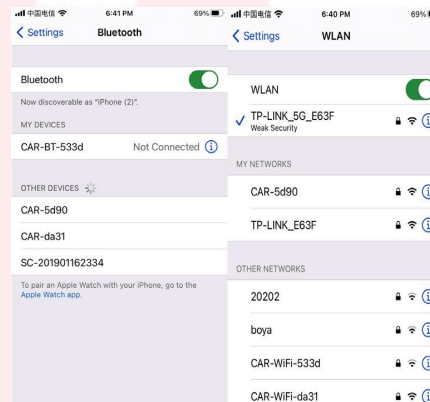 中国电信 6:41 PM 69%
Settings Bluetooth
Bluetooth
Now discoverable as "iPhone (2)".
MY DEVICES
CAR-BT-533d Not Connected
OTHER DEVICES
CAR-5d90
CAR-da31
SC-201901162334
To pair an Apple Watch with your iPhone, go to the
Apple Watch app.
中国电信 6:40 PM 69%
Settings WLAN
WLAN
TP-LINK_5G_E63F
Weak Security
MY NETWORKS
CAR-5d90
TP-LINK_E63F
OTHER NETWORKS
20202
boya
CAR-WiFi-533d
CAR-WiFi-da31